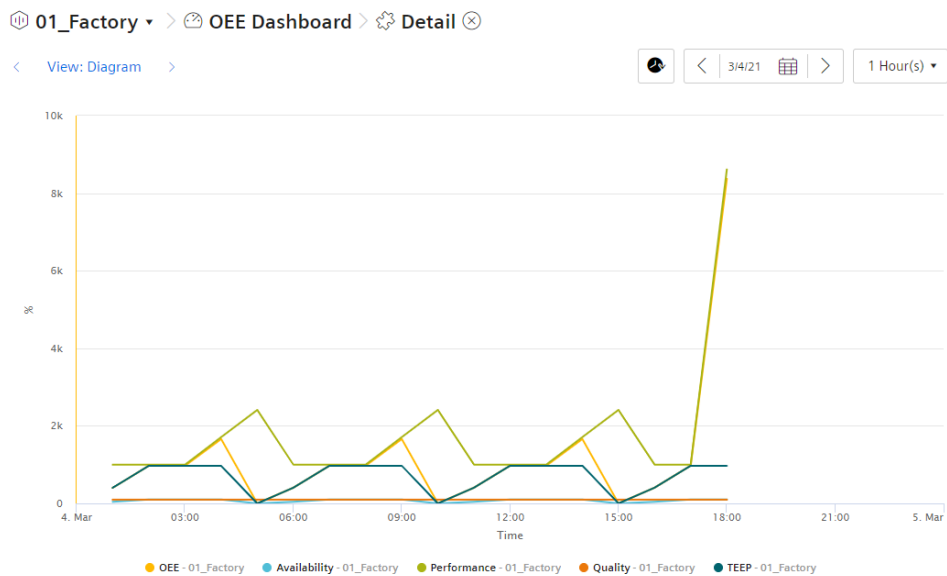 01_Factory OEE Dashboard Detail
View: Diagram 3/4/21 1 Hour(s)
10k
8k
6k
4k
2k
0
%
4. Mar 03:00 06:00 09:00 12:00 15:00 18:00 21:00 5. Mar
Time
OEE - 01_Factory Availability - 01_Factory Performance - 01_Factory Quality - 01_Factory TEEP - 01_Factory